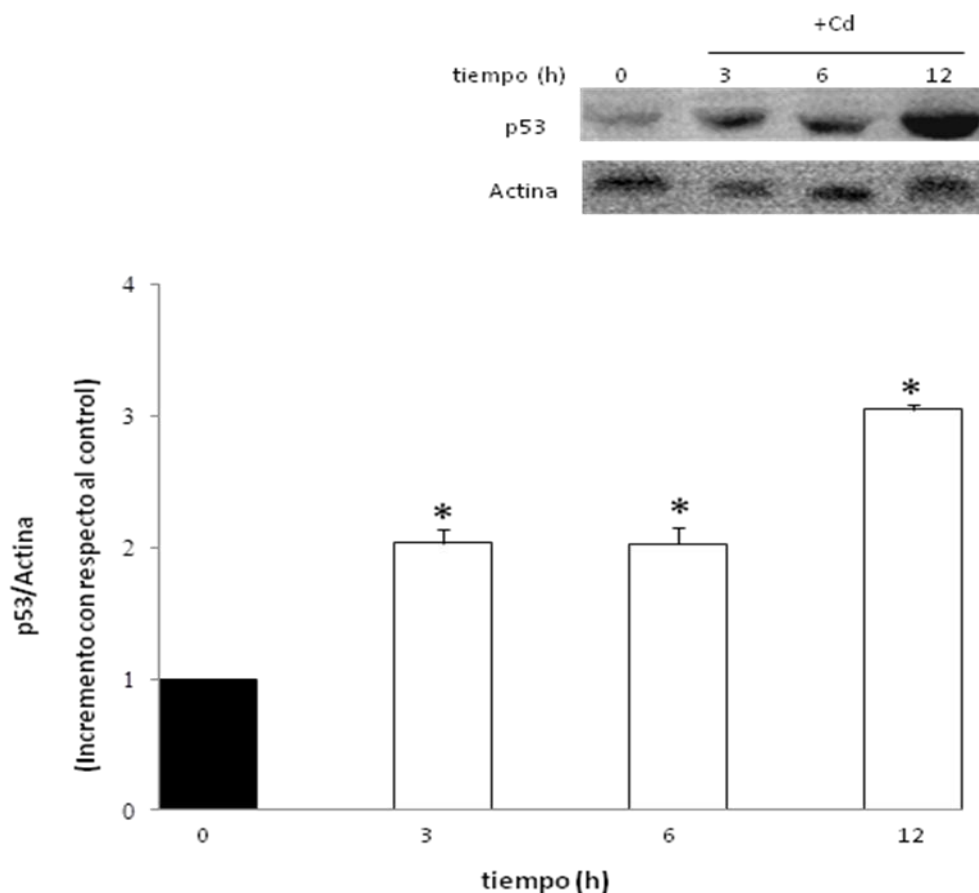 +Cd
tiempo (h) 0 3 6 12
p53
Actina
4
3
2
1
0
p53/Actina
(Incremento con respecto al control)
* * *
0 3 6 12
tiempo (h)